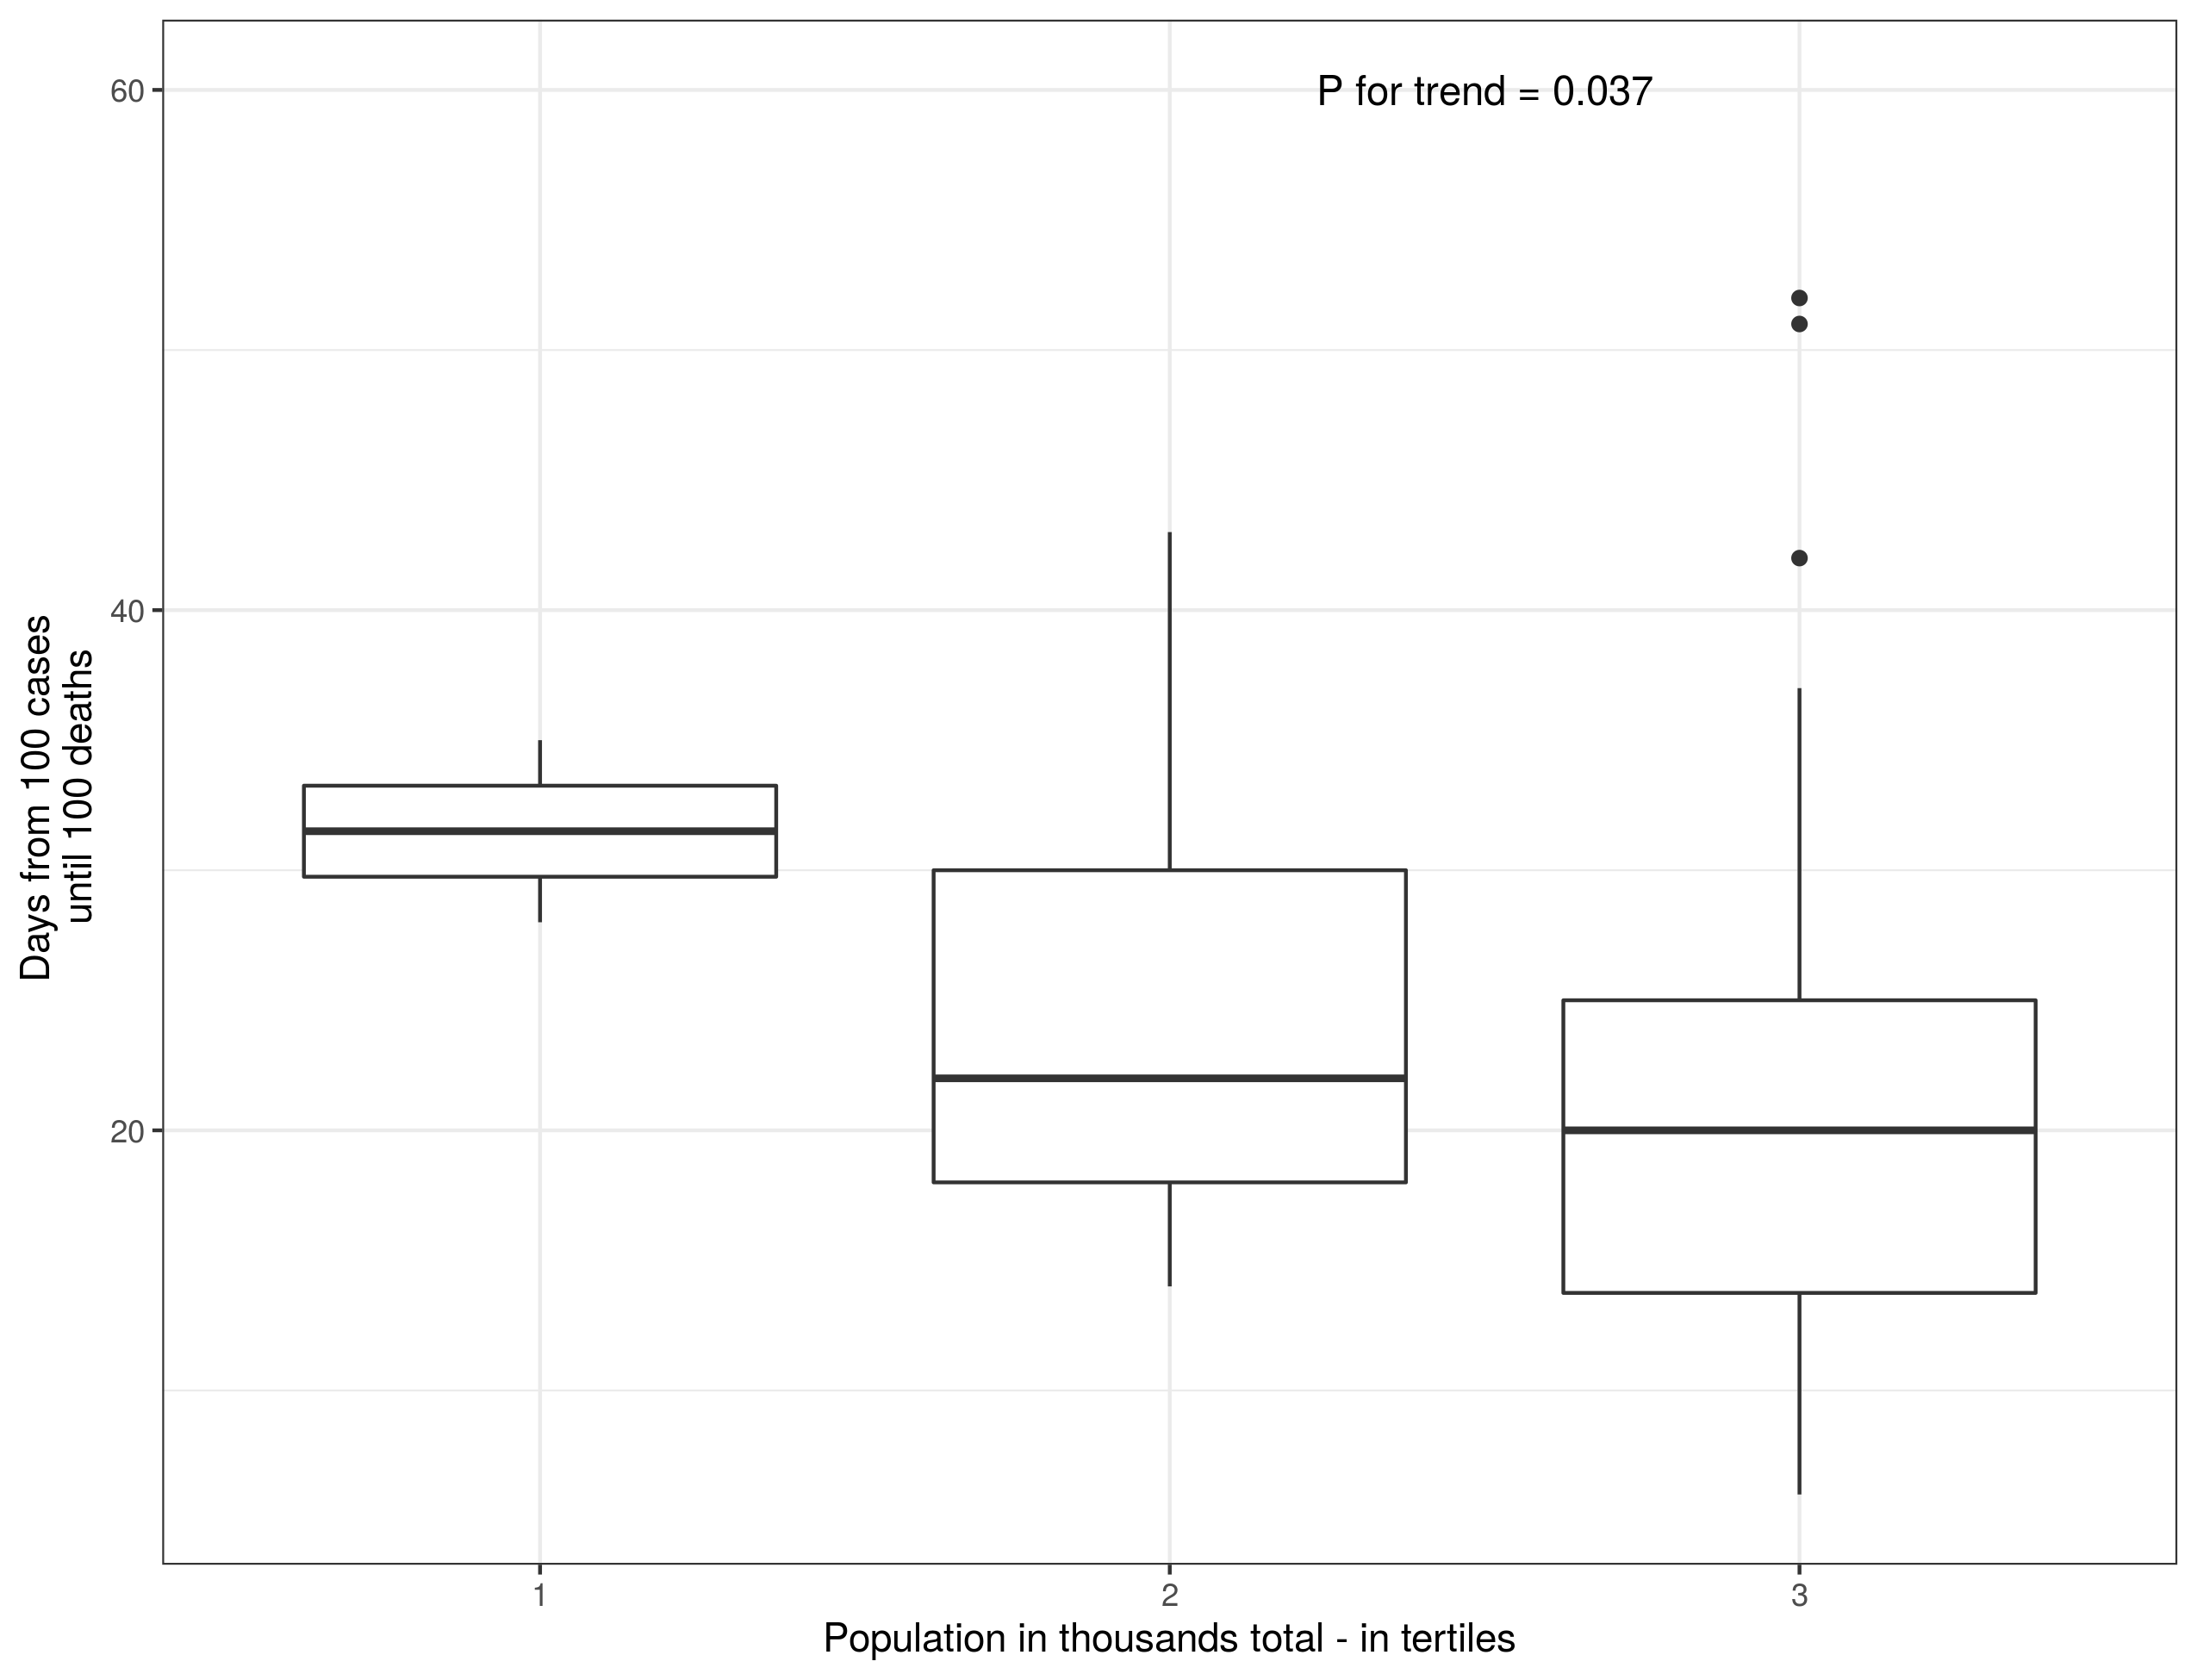 P for trend = 0.037
60
40
20
Days from 100 cases
until 100 deaths
1
2
3
Population in thousands total - in tertiles